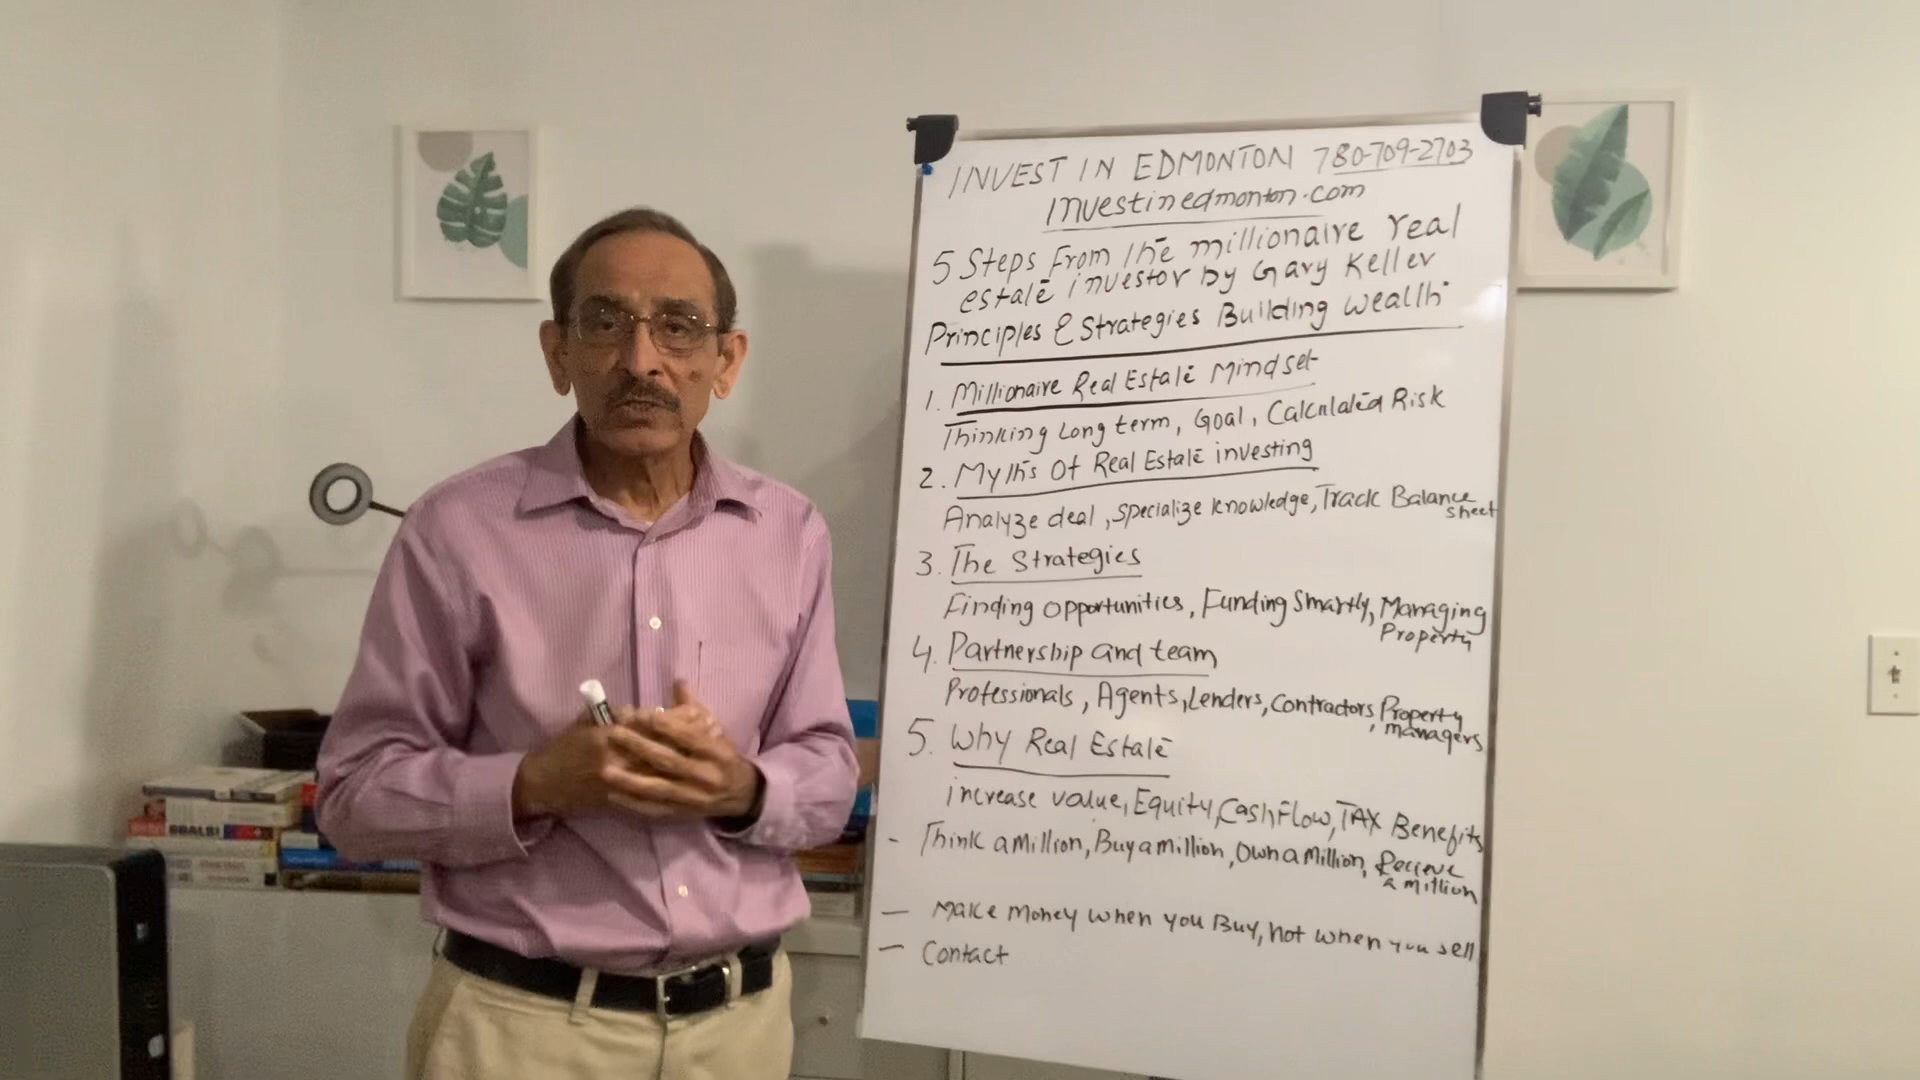 INVEST IN EDMONTON 780-709-2703
investinedmonton.com
5 Steps From The millionaire real
estate investor by Gary Keller
Principles & Strategies Building Wealth
1. Millionaire Real Estate Mindset
Thinking Long term, Goal, Calculated Risk
2. Myths Of Real Estate investing
Analyze deal, Specialize knowledge, Track Balance
Sheet
3. The Strategies
Finding opportunities, Funding Smartly, Managing
Property
4. Partnership and team
Professionals, Agents, Lenders, Contractors, Property
managers
5. Why Real Estate
increase value, Equity, CashFlow, TAX Benefits
- Think a million, Buy a million, Own a Million, Recieve
a million
- Make Money when you Buy, not when you sell
- Contact